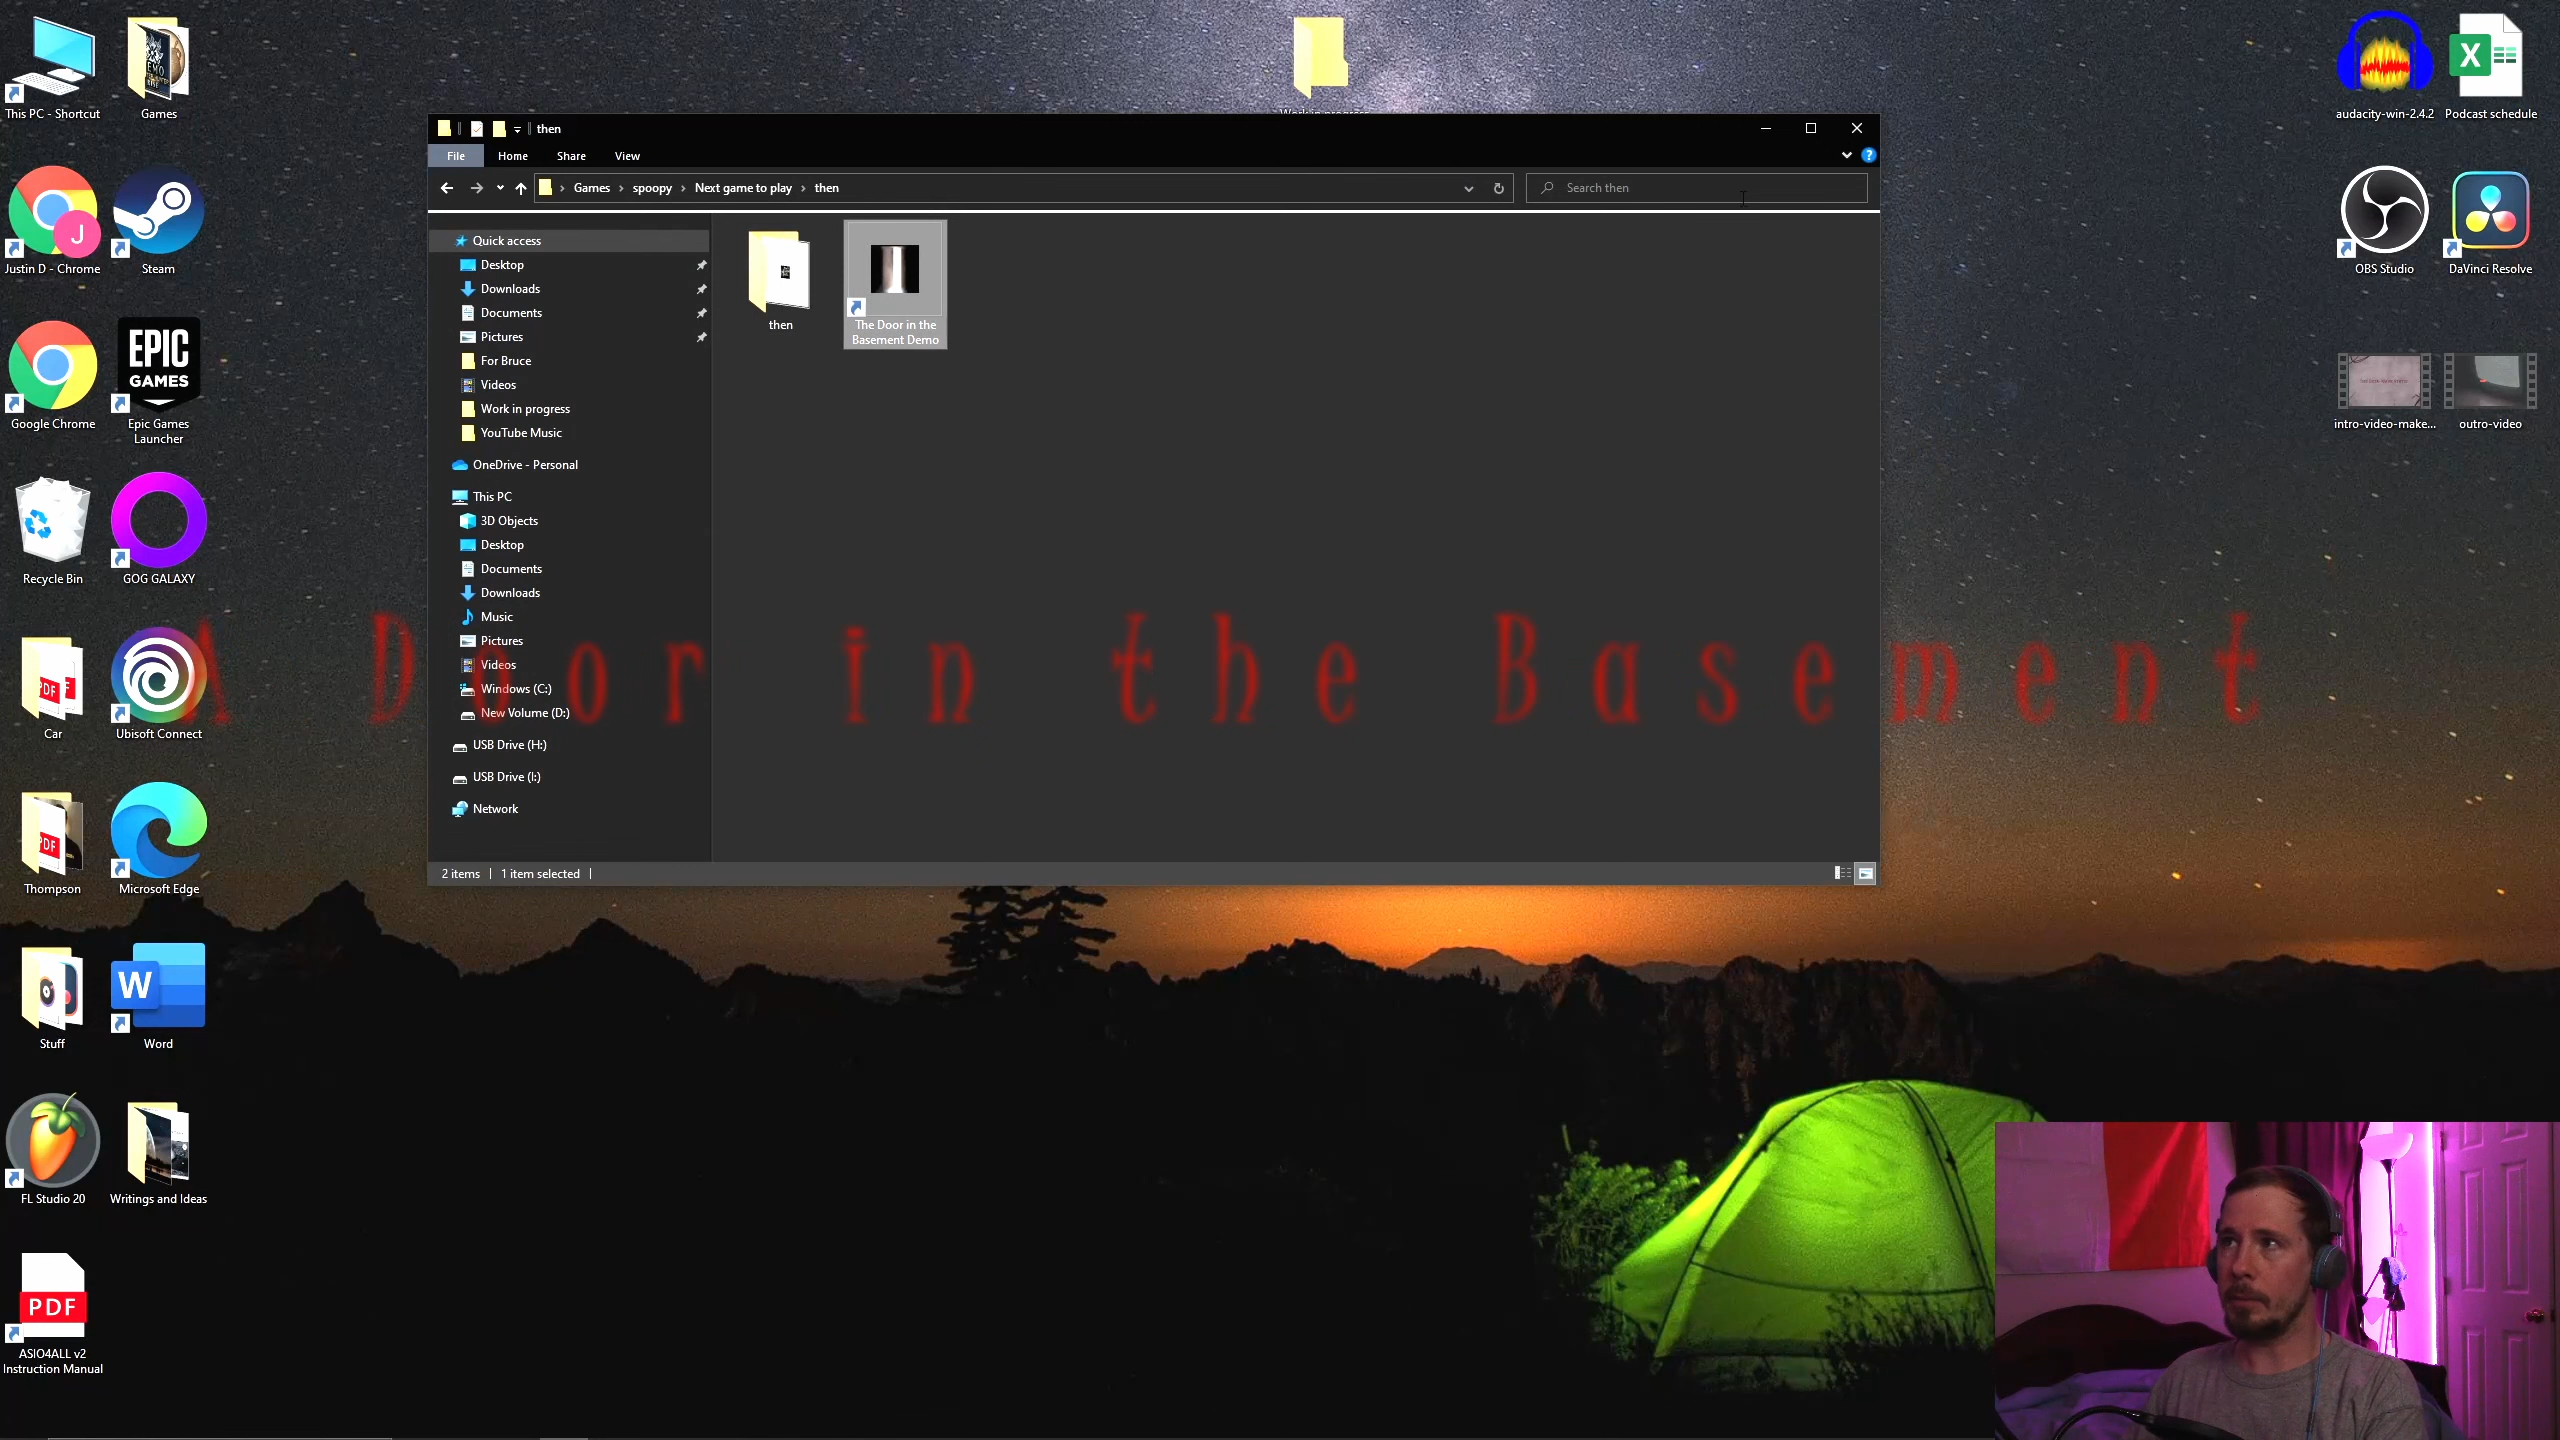 This PC - Shortcut
Games
Justin D - Chrome
Steam
Google Chrome
EPIC
GAMES
Epic Games
Launcher
Recycle Bin
GOG GALAXY
Car
Ubisoft Connect
Thompson
Microsoft Edge
Stuff
Word
FL Studio 20
Writings and Ideas
PDF
ASIO4ALL v2
Instruction Manual
then
File
Home
Share
View
Games
spoopy
Next game to play
then
Search then
Quick access
Desktop
Downloads
Documents
Pictures
For Bruce
Videos
Work in progress
YouTube Music
OneDrive - Personal
This PC
3D Objects
Desktop
Documents
Downloads
Music
Pictures
Videos
Windows (C:)
New Volume (D:)
USB Drive (H:)
USB Drive (I:)
Network
then
The Door in the
Basement Demo
2 items
1 item selected
A Door in the Basement
audacity-win-2.4.2
Podcast schedule
OBS Studio
DaVinci Resolve
intro-video-make...
outro-video